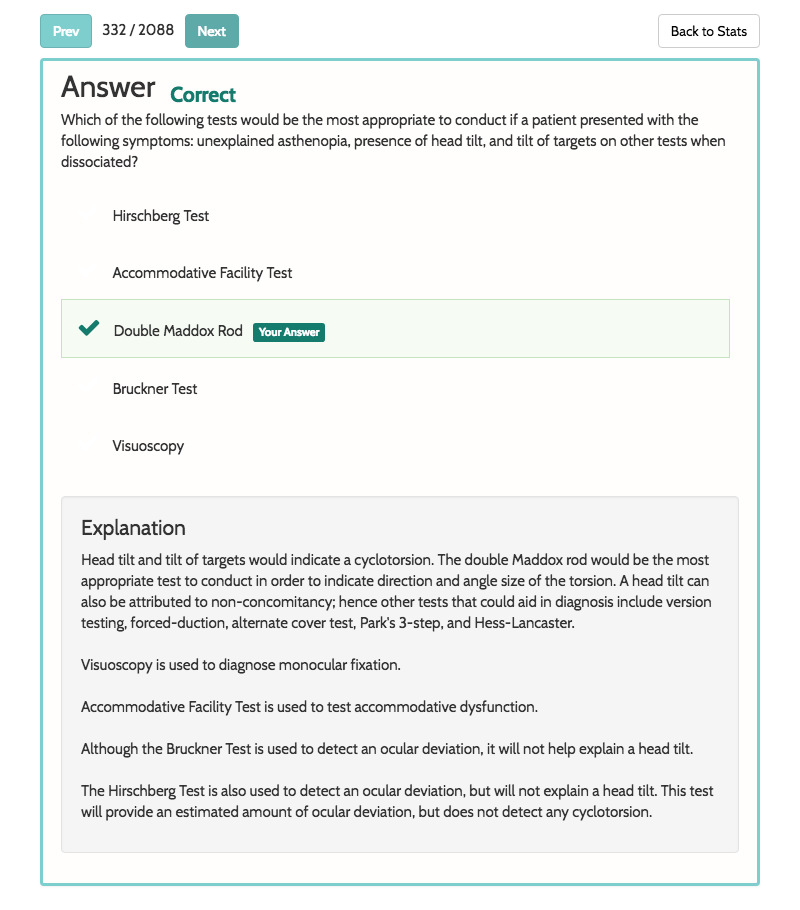 Prev 332 / 2088 Next Back to Stats
Answer Correct
Which of the following tests would be the most appropriate to conduct if a patient presented with the
following symptoms: unexplained asthenopia, presence of head tilt, and tilt of targets on other tests when
dissociated?
Hirschberg Test
Accommodative Facility Test
Double Maddox Rod Your Answer
Bruckner Test
Visuoscopy
Explanation
Head tilt and tilt of targets would indicate a cyclotorsion. The double Maddox rod would be the most
appropriate test to conduct in order to indicate direction and angle size of the torsion. A head tilt can
also be attributed to non-concomitancy; hence other tests that could aid in diagnosis include version
testing, forced-duction, alternate cover test, Park's 3-step, and Hess-Lancaster.
Visuoscopy is used to diagnose monocular fixation.
Accommodative Facility Test is used to test accommodative dysfunction.
Although the Bruckner Test is used to detect an ocular deviation, it will not help explain a head tilt.
The Hirschberg Test is also used to detect an ocular deviation, but will not explain a head tilt. This test
will provide an estimated amount of ocular deviation, but does not detect any cyclotorsion.